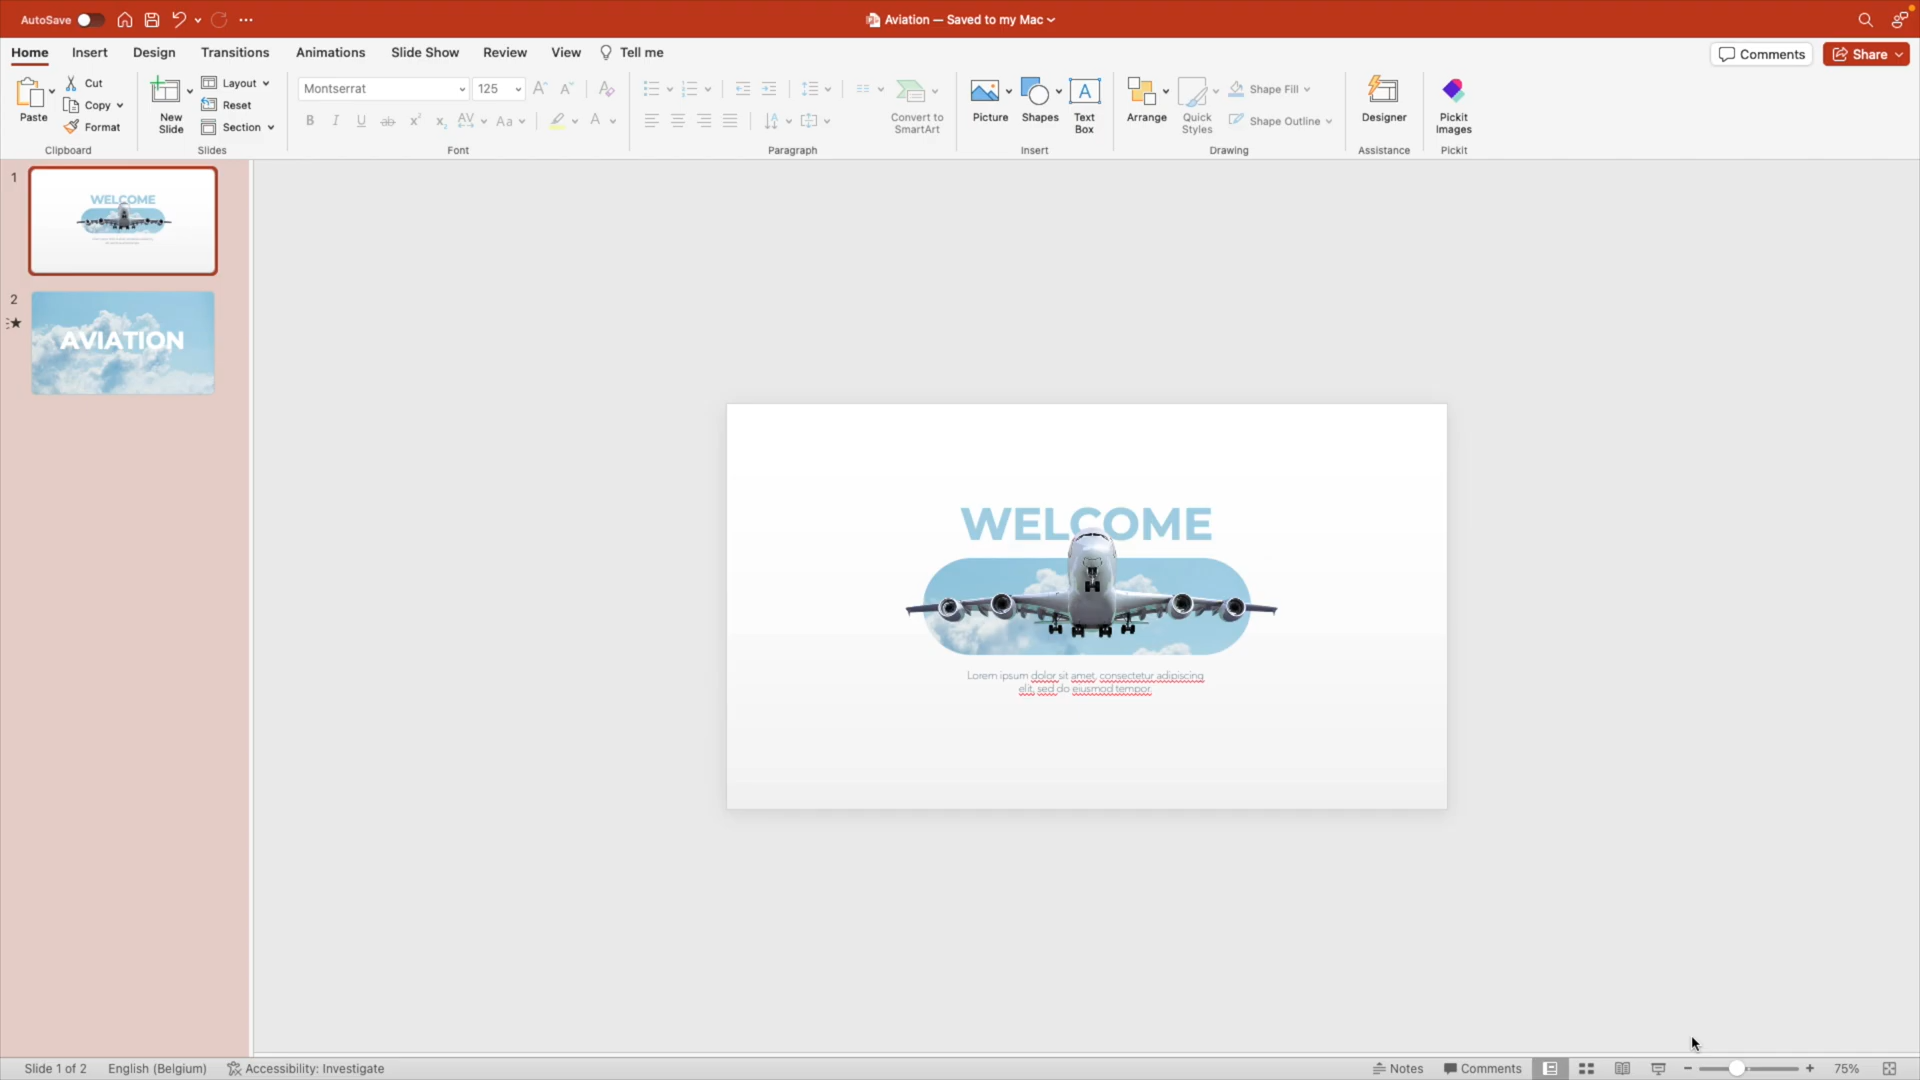 AutoSave
Aviation — Saved to my Mac
Home Insert Design Transitions Animations Slide Show Review View Tell me
Comments Share
Paste
Cut
Copy
Format
Clipboard
New Slide
Layout
Reset
Section
Slides
Montserrat 125
Font
Paragraph
Convert to
SmartArt
Picture
Shapes
Text
Box
Insert
Arrange
Quick
Styles
Shape Fill
Shape Outline
Drawing
Designer
Assistance
Pickit
Images
Pickit
1
WELCOME
2
AVIATION
WELCOME
Lorem ipsum dolor sit amet, consectetur adipiscing
elit, sed do eiusmod tempor.
Slide 1 of 2 English (Belgium) Accessibility: Investigate
Notes Comments 75%